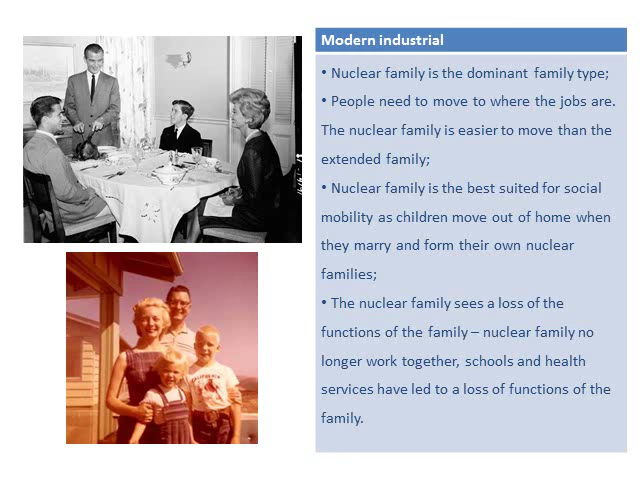 Modern industrial
• Nuclear family is the dominant family type;
• People need to move to where the jobs are.
The nuclear family is easier to move than the
extended family;
• Nuclear family is the best suited for social
mobility as children move out of home when
they marry and form their own nuclear
families;
• The nuclear family sees a loss of the
functions of the family – nuclear family no
longer work together, schools and health
services have led to a loss of functions of the
family.